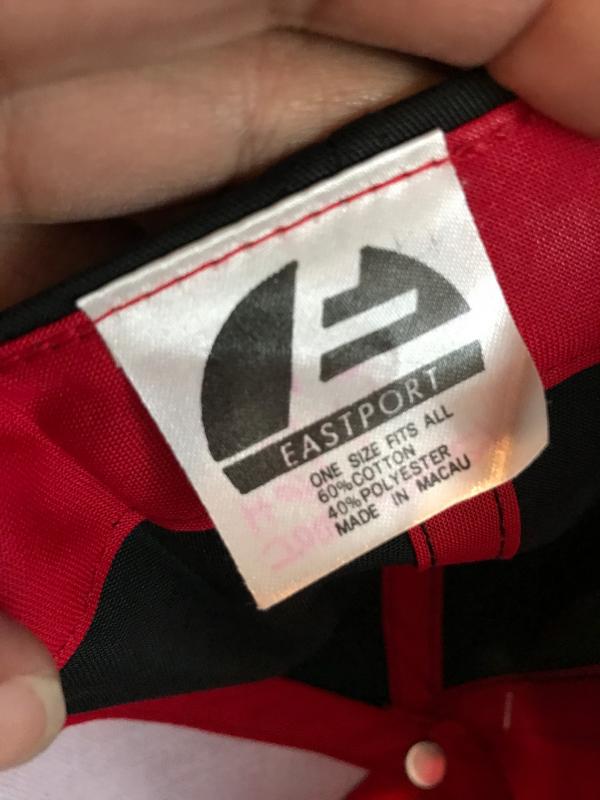 EASTPORT
ONE SIZE FITS ALL
60%COTTON
40%POLYESTER
MADE IN MACAU